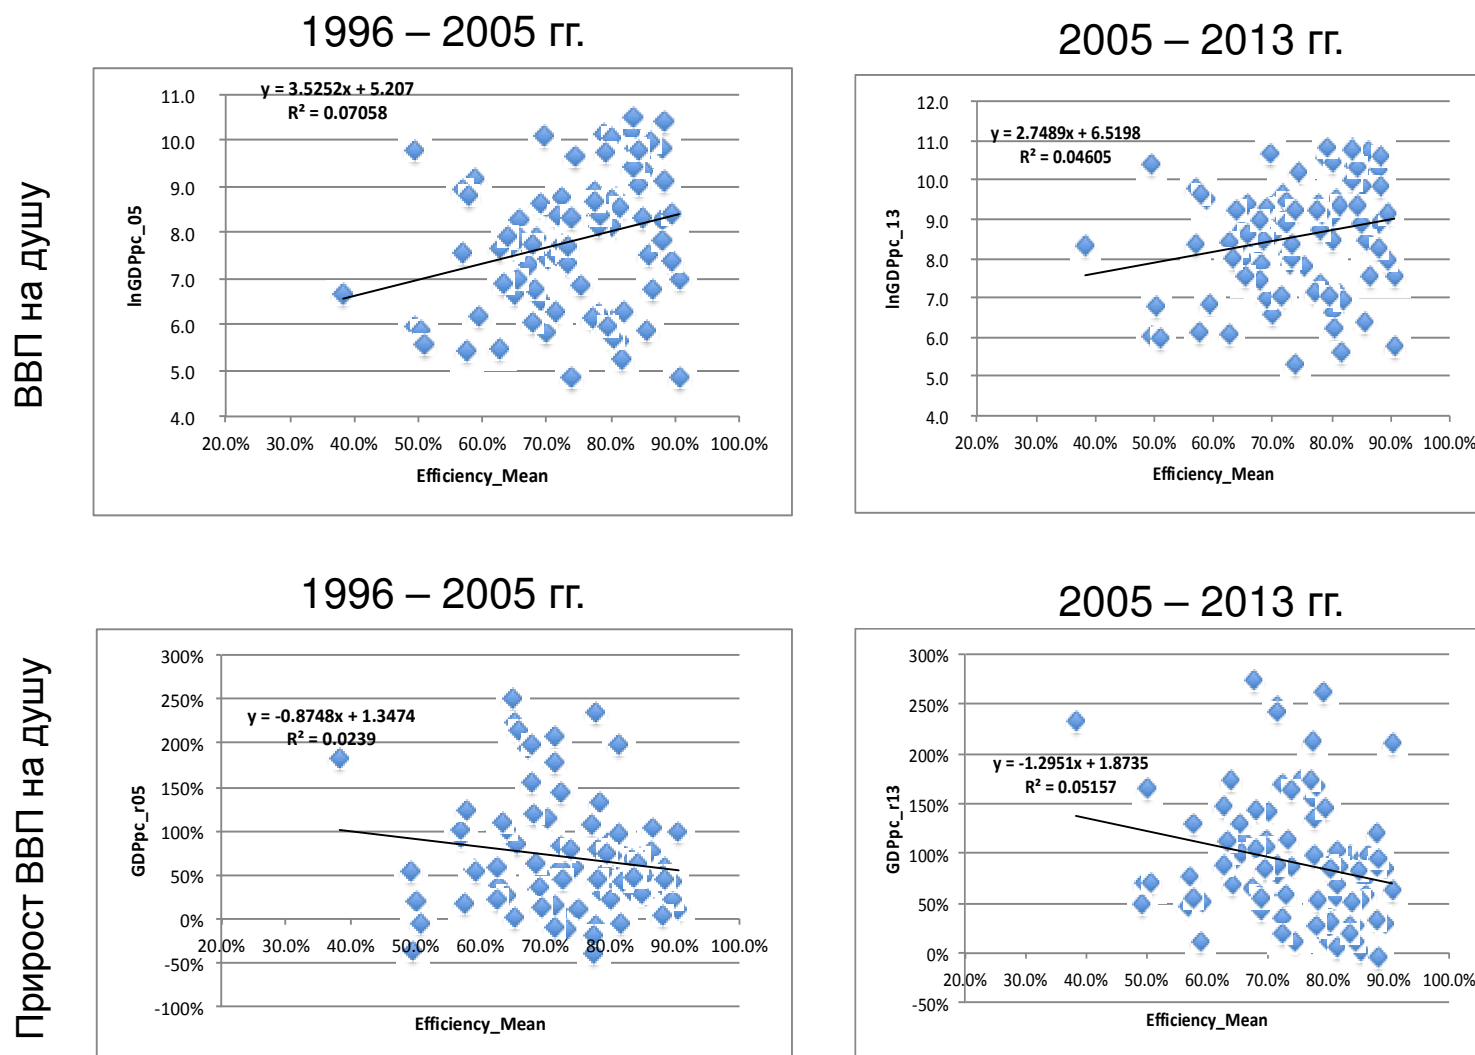 1996 – 2005 гг.
2005 – 2013 гг.
ВВП на душу
y = 3.5252x + 5.207
R² = 0.07058
11.0
10.0
9.0
8.0
7.0
6.0
5.0
4.0
lnGDPpc_05
20.0% 30.0% 40.0% 50.0% 60.0% 70.0% 80.0% 90.0% 100.0%
Efficiency_Mean
y = 2.7489x + 6.5198
R² = 0.04605
12.0
11.0
10.0
9.0
8.0
7.0
6.0
5.0
4.0
lnGDPpc_13
20.0% 30.0% 40.0% 50.0% 60.0% 70.0% 80.0% 90.0% 100.0%
Efficiency_Mean
1996 – 2005 гг.
2005 – 2013 гг.
Прирост ВВП на душу
y = -0.8748x + 1.3474
R² = 0.0239
300%
250%
200%
150%
100%
50%
0%
-50%
-100%
GDPpc_r05
20.0% 30.0% 40.0% 50.0% 60.0% 70.0% 80.0% 90.0% 100.0%
Efficiency_Mean
y = -1.2951x + 1.8735
R² = 0.05157
300%
250%
200%
150%
100%
50%
0%
-50%
GDPpc_r13
20.0% 30.0% 40.0% 50.0% 60.0% 70.0% 80.0% 90.0% 100.0%
Efficiency_Mean